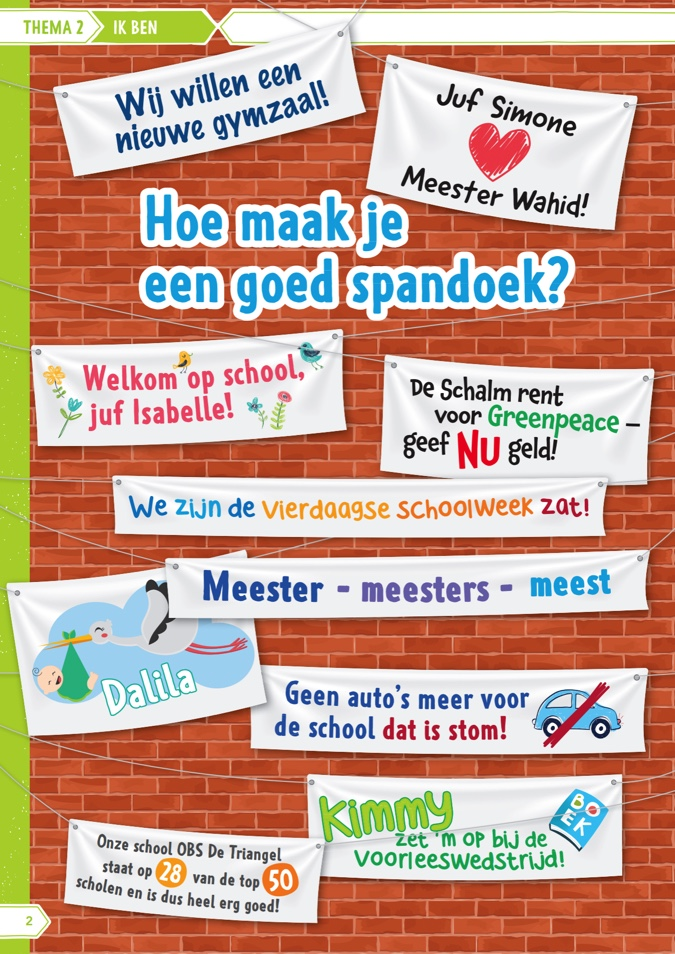 THEMA 2 IK BEN
Wij willen een
nieuwe gymzaal!
Juf Simone
Meester Wahid!
Hoe maak je
een goed spandoek?
Welkom op school,
juf Isabelle!
De Schalm rent
voor Greenpeace –
geef NU geld!
We zijn de vierdaagse schoolweek zat!
Meester - meesters - meest
Dalila
Geen auto's meer voor
de school dat is stom!
Kimmy
zet 'm op bij de
voorleeswedstrijd!
BOEK
Onze school OBS De Triangel
staat op 28 van de top 50
scholen en is dus heel erg goed!
2